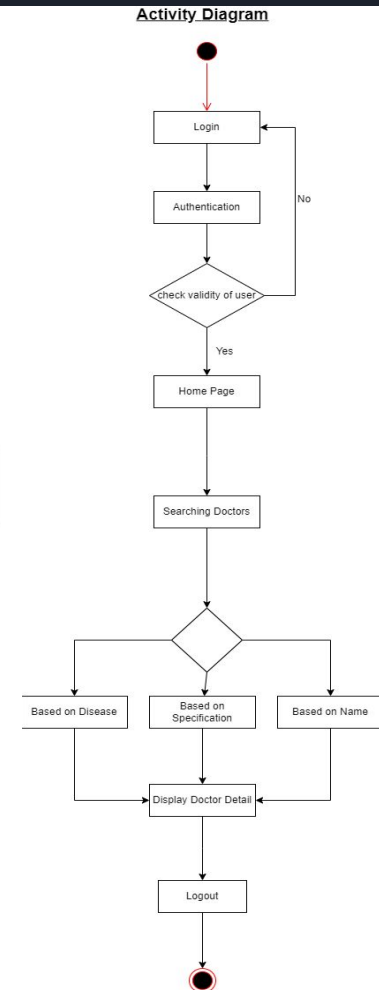 Activity Diagram
Login
No
Authentication
check validity of user
Yes
Home Page
Searching Doctors
Based on Disease
Based on
Specification
Based on Name
Display Doctor Detail
Logout